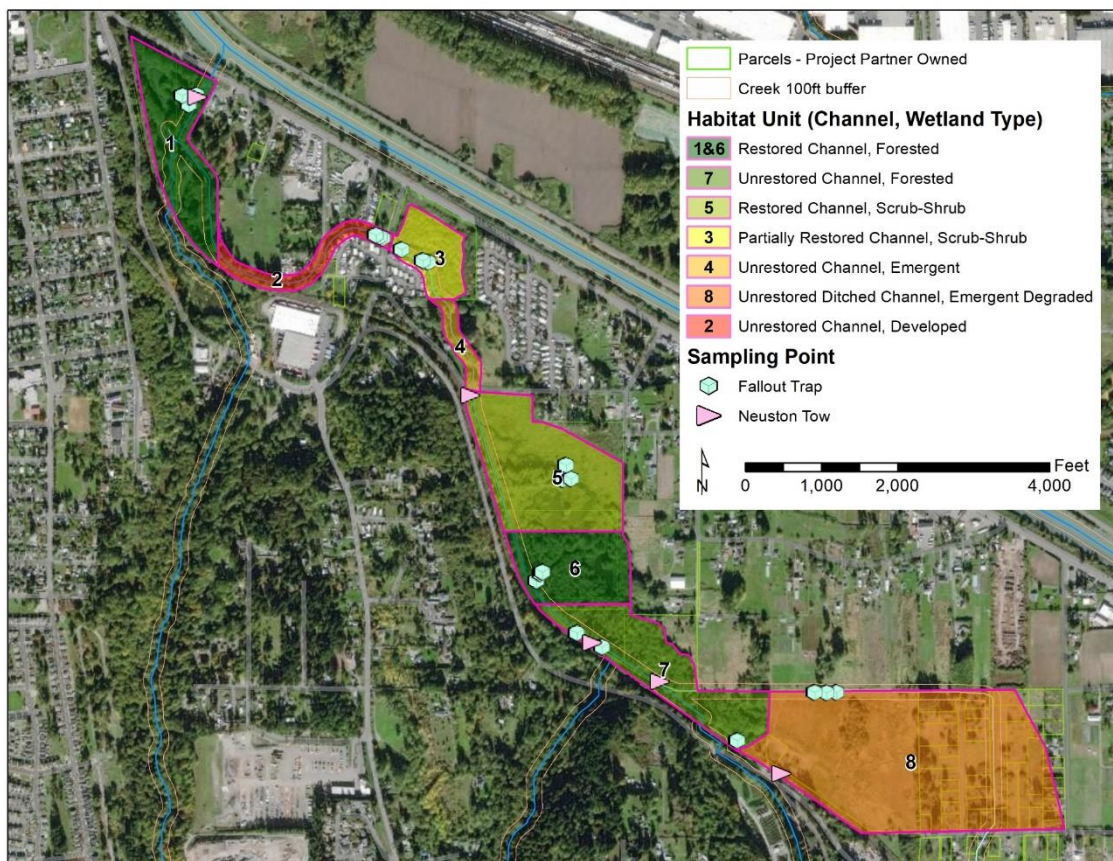 Parcels - Project Partner Owned
Creek 100ft buffer
Habitat Unit (Channel, Wetland Type)
1&6 Restored Channel, Forested
7 Unrestored Channel, Forested
5 Restored Channel, Scrub-Shrub
3 Partially Restored Channel, Scrub-Shrub
4 Unrestored Channel, Emergent
8 Unrestored Ditched Channel, Emergent Degraded
2 Unrestored Channel, Developed
Sampling Point
Fallout Trap
Neuston Tow
N
Feet
0 1,000 2,000 4,000
1
2
3
4
5
6
7
8